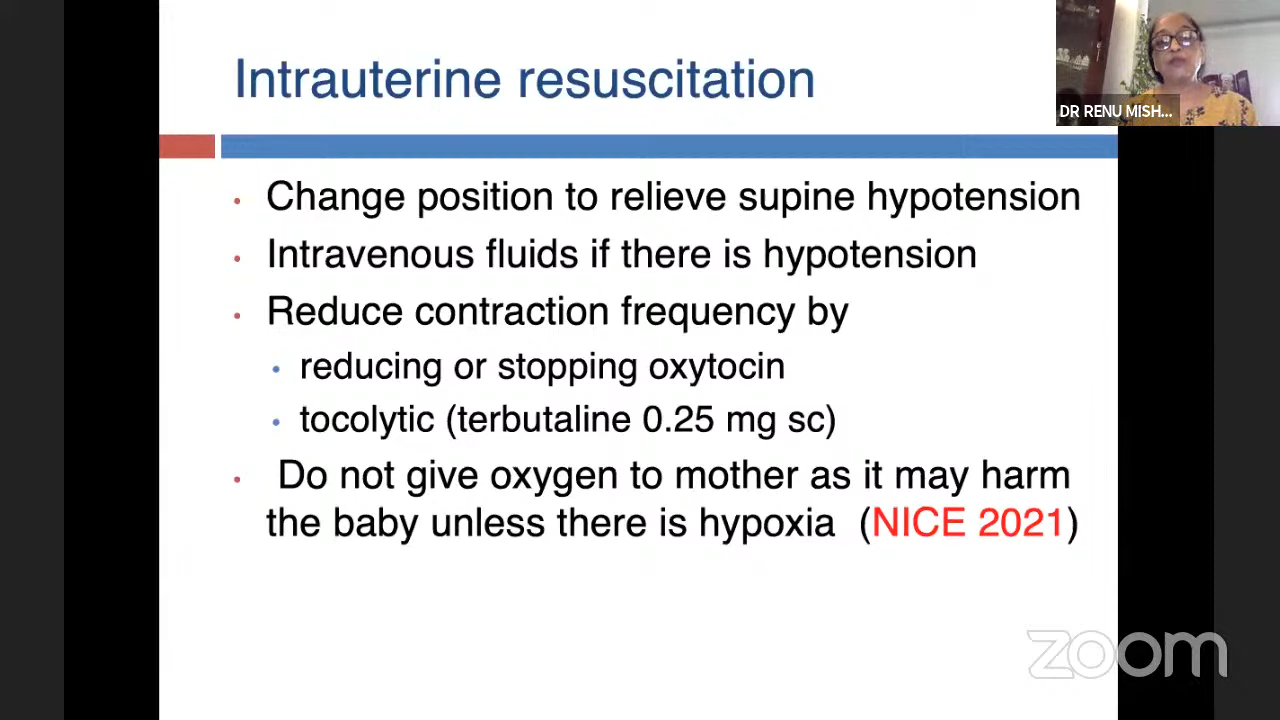 Intrauterine resuscitation
DR RENU MISH...
• Change position to relieve supine hypotension
• Intravenous fluids if there is hypotension
• Reduce contraction frequency by
• reducing or stopping oxytocin
• tocolytic (terbutaline 0.25 mg sc)
• Do not give oxygen to mother as it may harm
the baby unless there is hypoxia (NICE 2021)
zoom